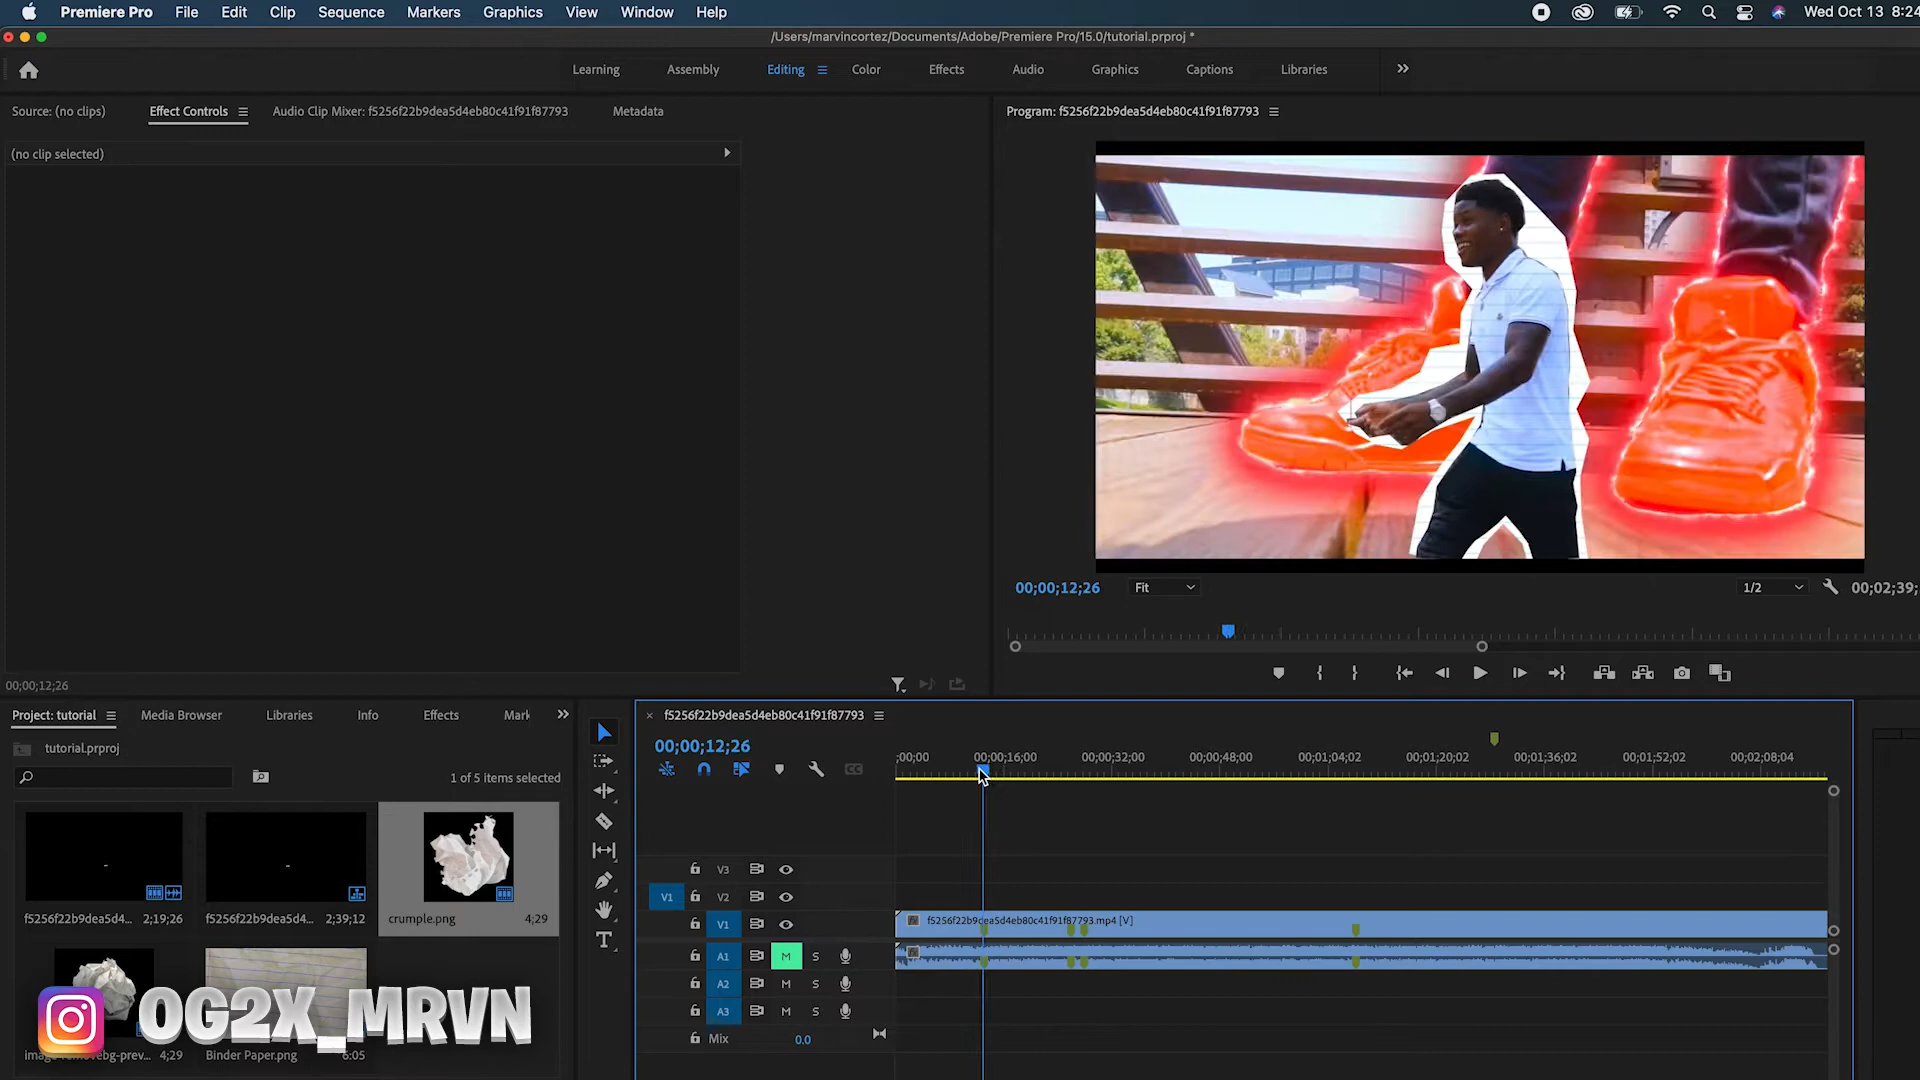 Premiere Pro File Edit Clip Sequence Markers Graphics View Window Help Wed Oct 13 8:24
/Users/marvincortez/Documents/Adobe/Premiere Pro/15.0/tutorial.prproj *
Learning Assembly Editing Color Effects Audio Graphics Captions Libraries
Source: (no clips) Effect Controls Audio Clip Mixer: f5256f22b9dea5d4eb80c41f91f87793 Metadata
Program: f5256f22b9dea5d4eb80c41f91f87793
(no clip selected)
00;00;12;26 Fit 1/2 00;02;39;
00;00;12;26
Project: tutorial Media Browser Libraries Info Effects Mark
f5256f22b9dea5d4eb80c41f91f87793
tutorial.prproj
00;00;12;26
;00;00 00;00;16;00 00;00;32;00 00;00;48;00 00;01;04;02 00;01;20;02 00;01;36;02 00;01;52;02 00;02;08;04
1 of 5 items selected
V3
V1 V2
f5256f22b9dea5d4... 2;19;26
f5256f22b9dea5d4... 2;39;12
crumple.png 4;29
V1 f5256f22b9dea5d4eb80c41f91f87793.mp4 [V]
A1 M S
A2 M S
A3 M S
Mix 0.0
OG2X_MRVN
4;29
Binder Paper.png 6:05